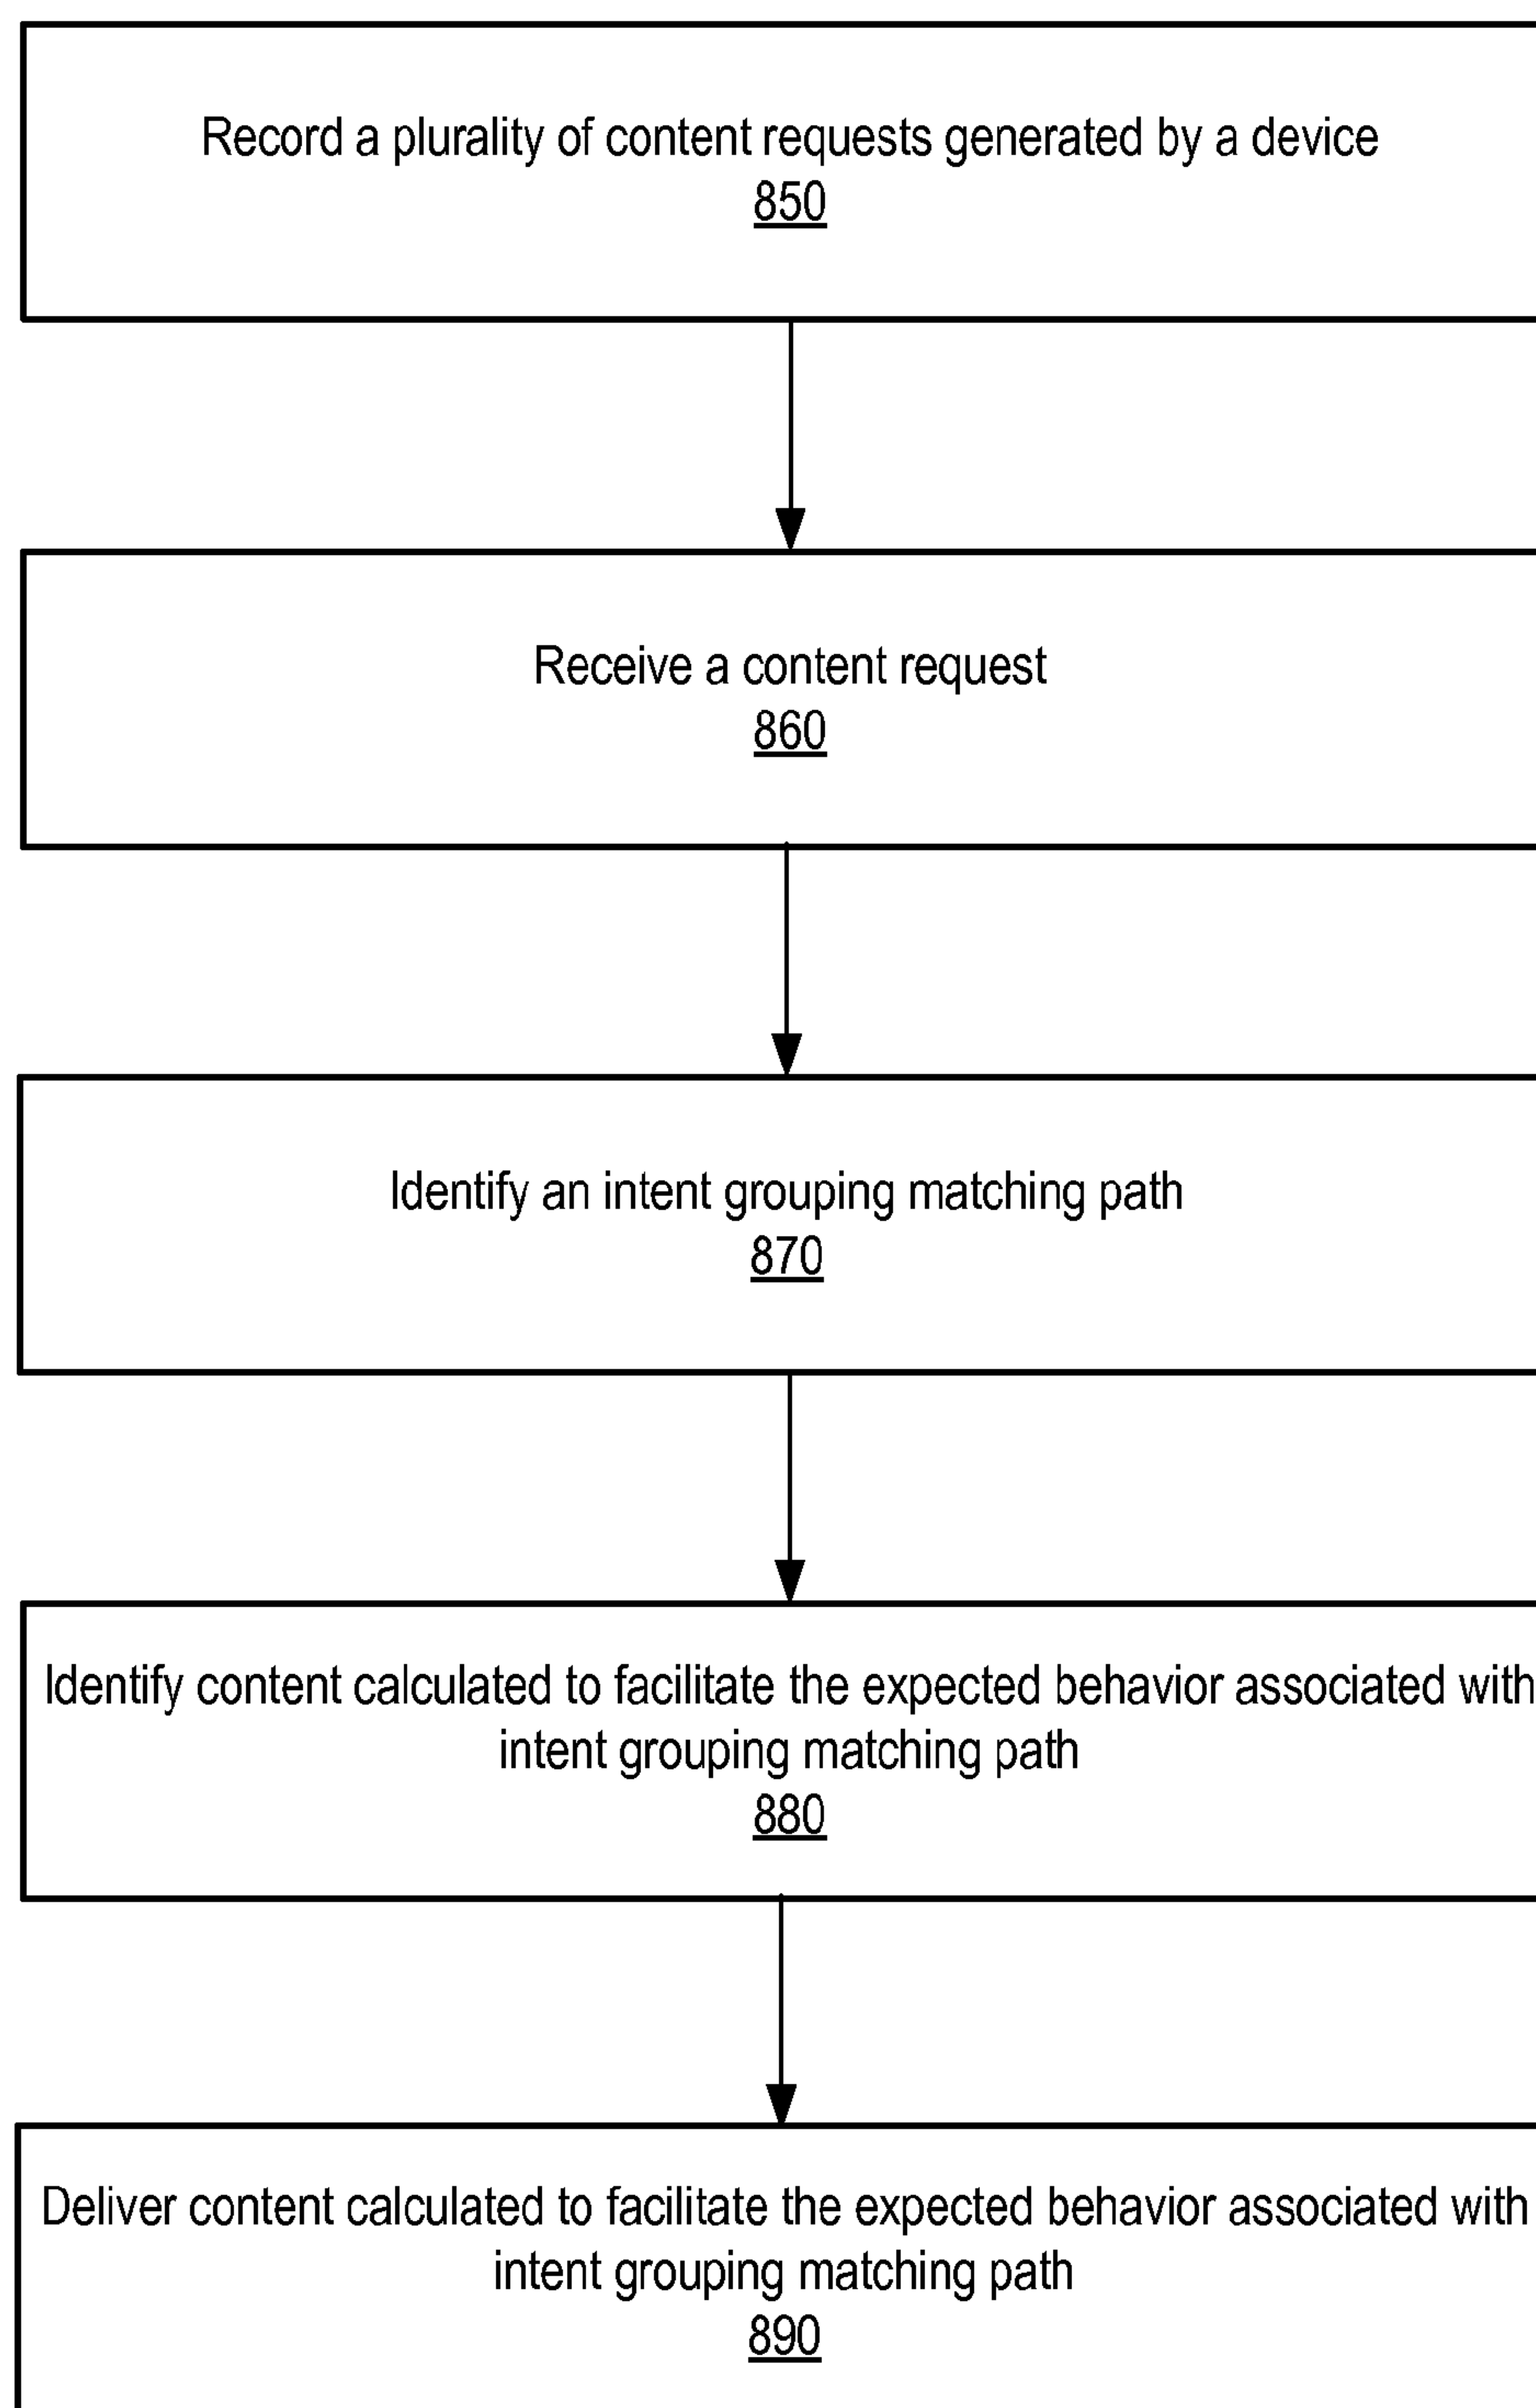 Record a plurality of content requests generated by a device
850
Receive a content request
860
Identify an intent grouping matching path
870
Identify content calculated to facilitate the expected behavior associated with
intent grouping matching path
880
Deliver content calculated to facilitate the expected behavior associated with
intent grouping matching path
890